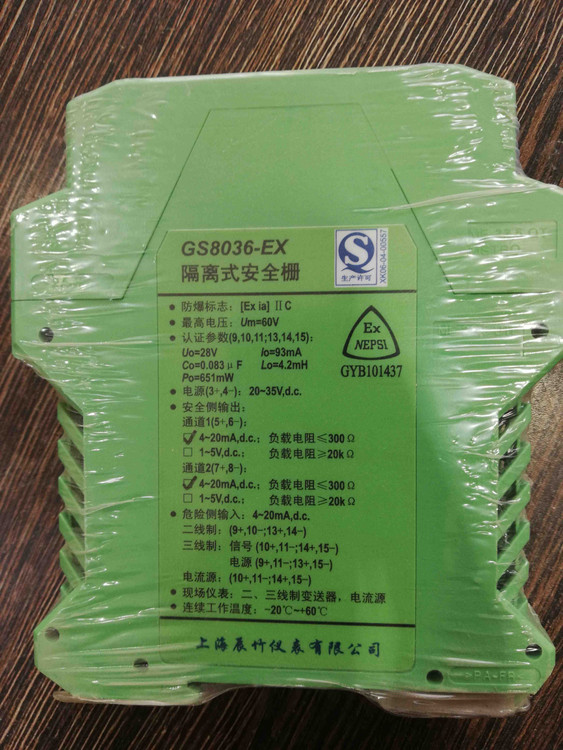 GS8036-EX
隔离式安全栅
生产许可
XK06-04-00557
● 防爆标志：[Ex ia] ⅡC
● 最高电压：Um=60V
● 认证参数(9,10,11;13,14,15)：
Uo=28V Io=93mA
Co=0.083μF Lo=4.2mH
Po=651mW
Ex
NEPSI
GYB101437
● 电源(3+,4-)：20~35V,d.c.
● 安全侧输出：
通道1(5+,6-)：
☑ 4~20mA,d.c.；负载电阻≤300Ω
□ 1~5V,d.c.；负载电阻≥20kΩ
通道2(7+,8-)：
☑ 4~20mA,d.c.；负载电阻≤300Ω
□ 1~5V,d.c.；负载电阻≥20kΩ
● 危险侧输入：4~20mA,d.c.
二线制：(9+,10-;13+,14-)
三线制：信号(10+,11-;14+,15-)
电源(9+,11-;13+,15-)
电流源：(10+,11-;14+,15-)
● 现场仪表：二、三线制变送器，电流源
● 连续工作温度：-20℃~+60℃
上海辰竹仪表有限公司